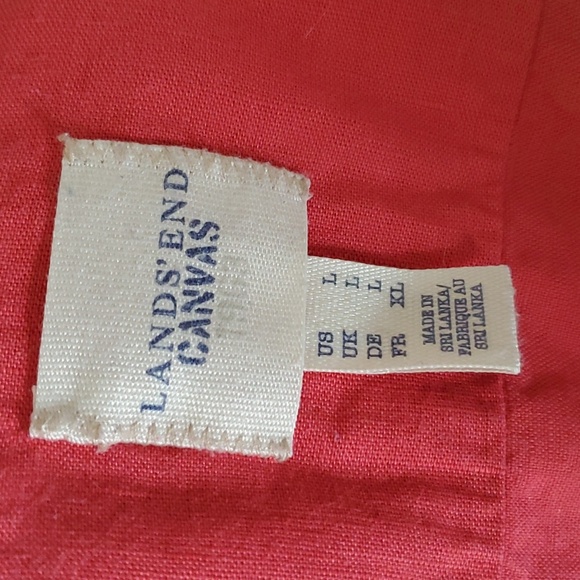 LANDS' END
CANVAS
US L
UK L
DE L
FR XL
MADE IN
SRI LANKA/
FABRIQUE AU
SRI LANKA